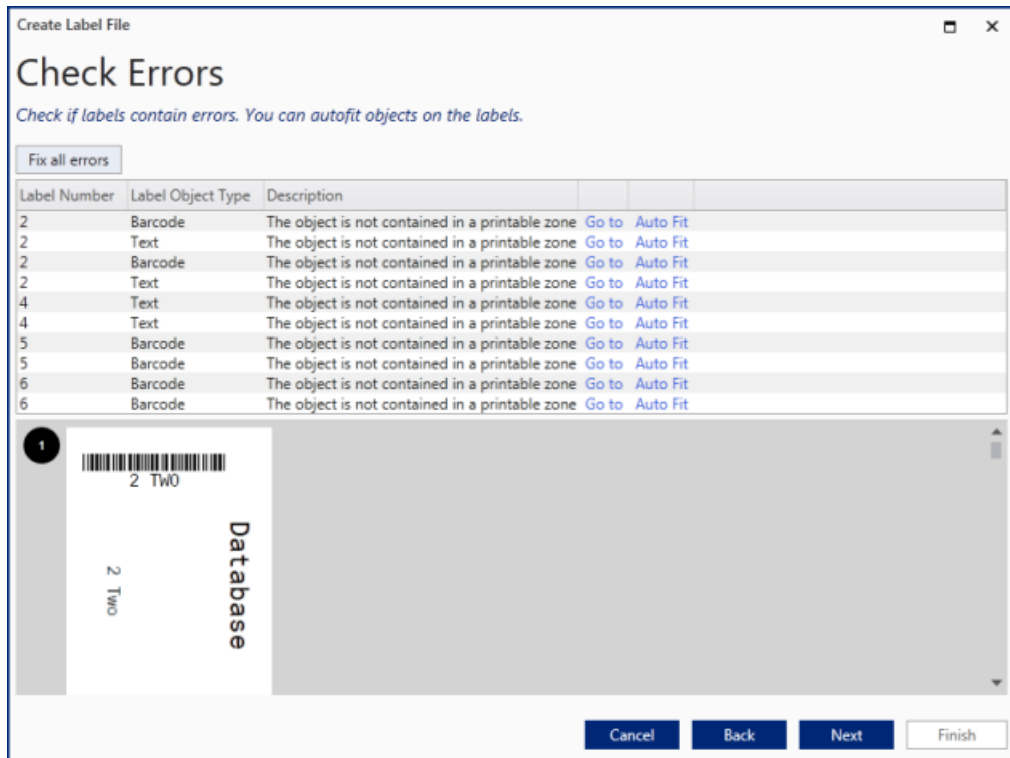 Create Label File
Check Errors
Check if labels contain errors. You can autofit objects on the labels.
Fix all errors
Label Number Label Object Type Description
2 Barcode The object is not contained in a printable zone Go to Auto Fit
2 Text The object is not contained in a printable zone Go to Auto Fit
2 Barcode The object is not contained in a printable zone Go to Auto Fit
2 Text The object is not contained in a printable zone Go to Auto Fit
4 Text The object is not contained in a printable zone Go to Auto Fit
4 Text The object is not contained in a printable zone Go to Auto Fit
5 Barcode The object is not contained in a printable zone Go to Auto Fit
5 Barcode The object is not contained in a printable zone Go to Auto Fit
6 Barcode The object is not contained in a printable zone Go to Auto Fit
6 Barcode The object is not contained in a printable zone Go to Auto Fit
1
2 TWO
Database
2 Two
Cancel Back Next Finish